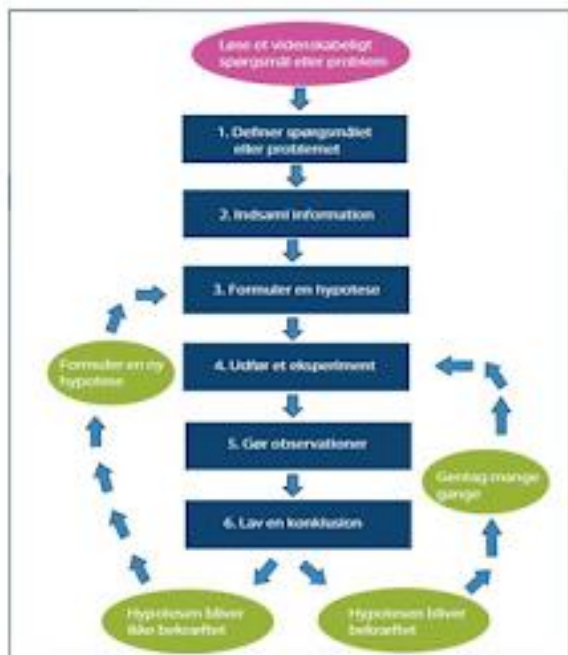 Løse et videnskabeligt
spørgsmål eller problem
1. Definer spørgsmålet
eller problemet
2. Indsaml information
3. Formuler en hypotese
Formuler en ny
hypotese
4. Udfør et eksperiment
5. Gør observationer
Gentag mange
gange
6. Lav en konklusion
Hypotesen bliver
ikke bekræftet
Hypotesen bliver
bekræftet